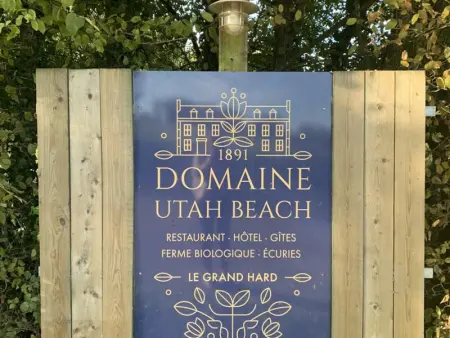 1891
DOMAINE
UTAH BEACH
RESTAURANT · HÔTEL · GÎTES
FERME BIOLOGIQUE · ÉCURIES
LE GRAND HARD